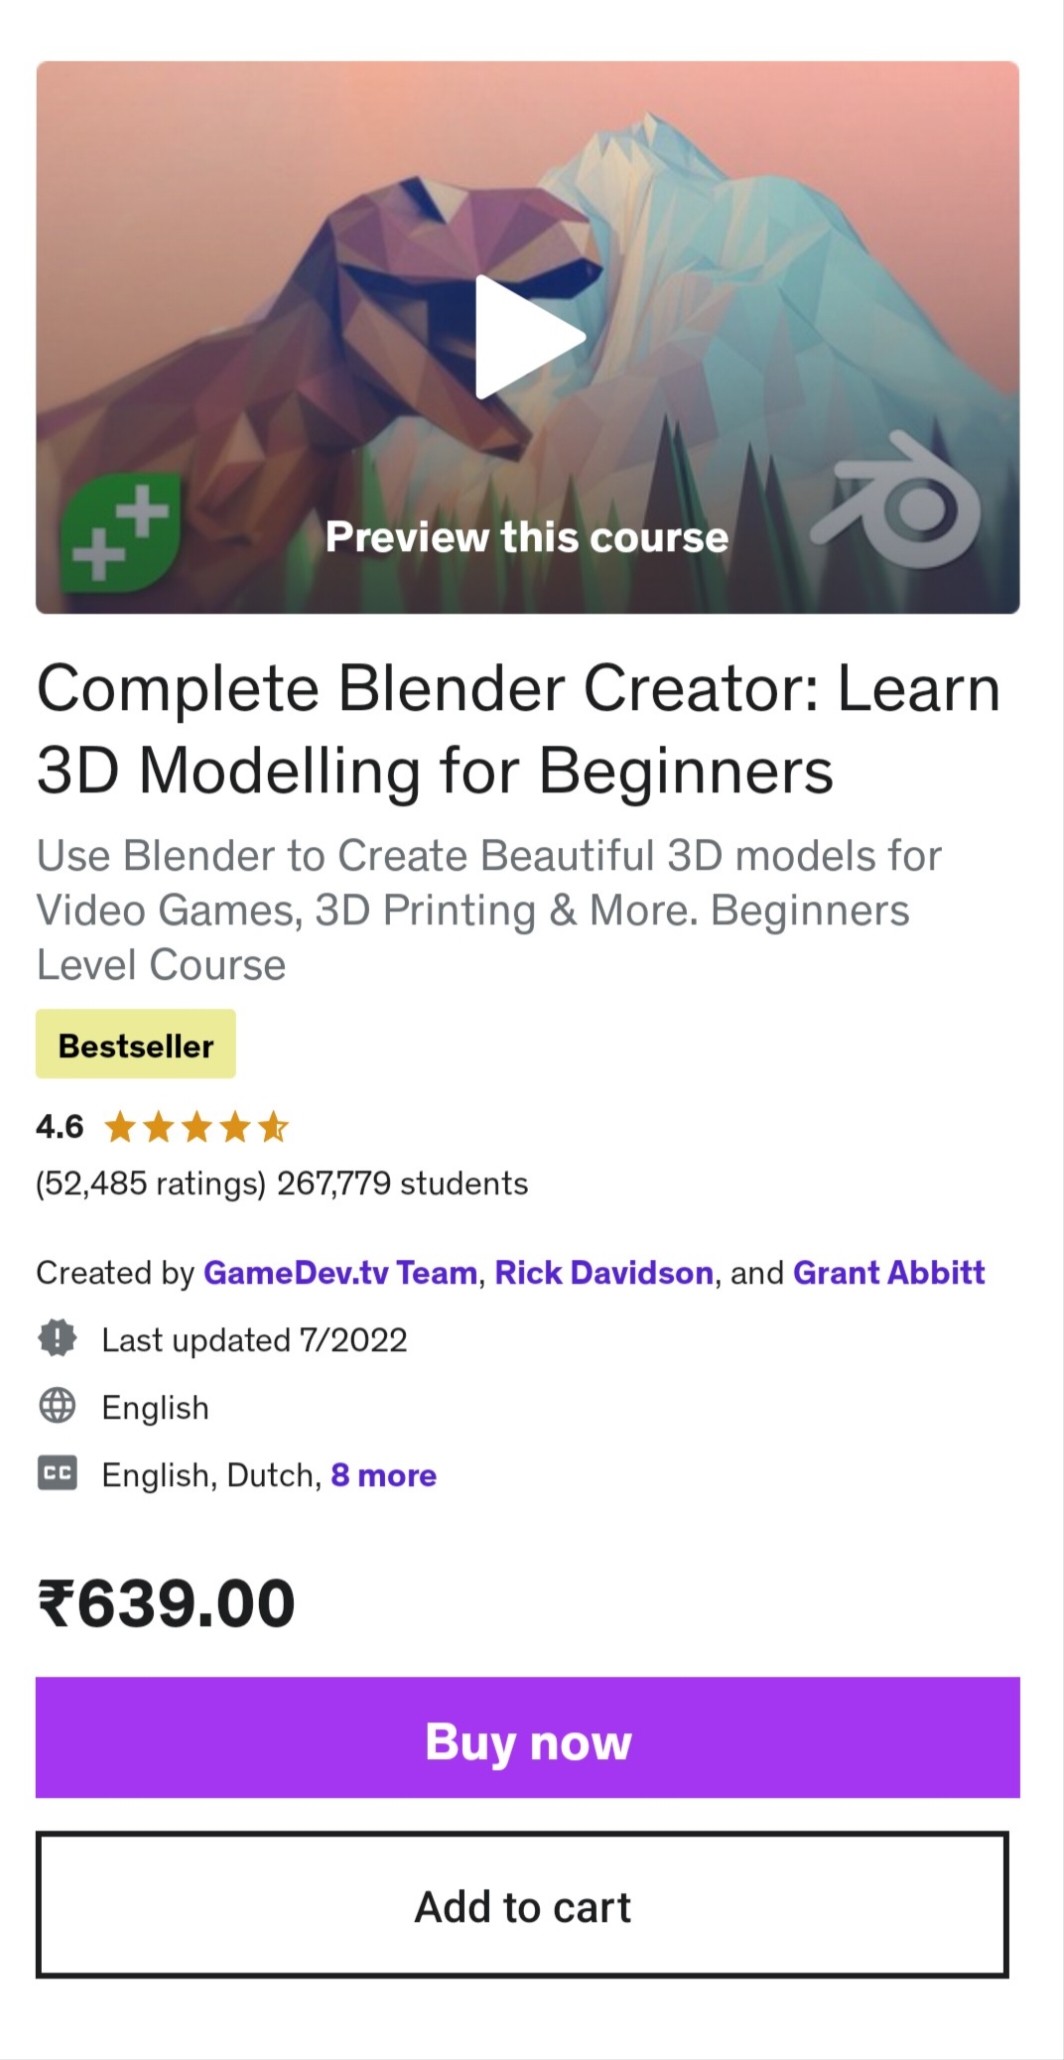 Preview this course
Complete Blender Creator: Learn
3D Modelling for Beginners
Use Blender to Create Beautiful 3D models for
Video Games, 3D Printing & More. Beginners
Level Course
Bestseller
4.6
(52,485 ratings) 267,779 students
Created by GameDev.tv Team, Rick Davidson, and Grant Abbitt
Last updated 7/2022
English
CC English, Dutch, 8 more
₹639.00
Buy now
Add to cart